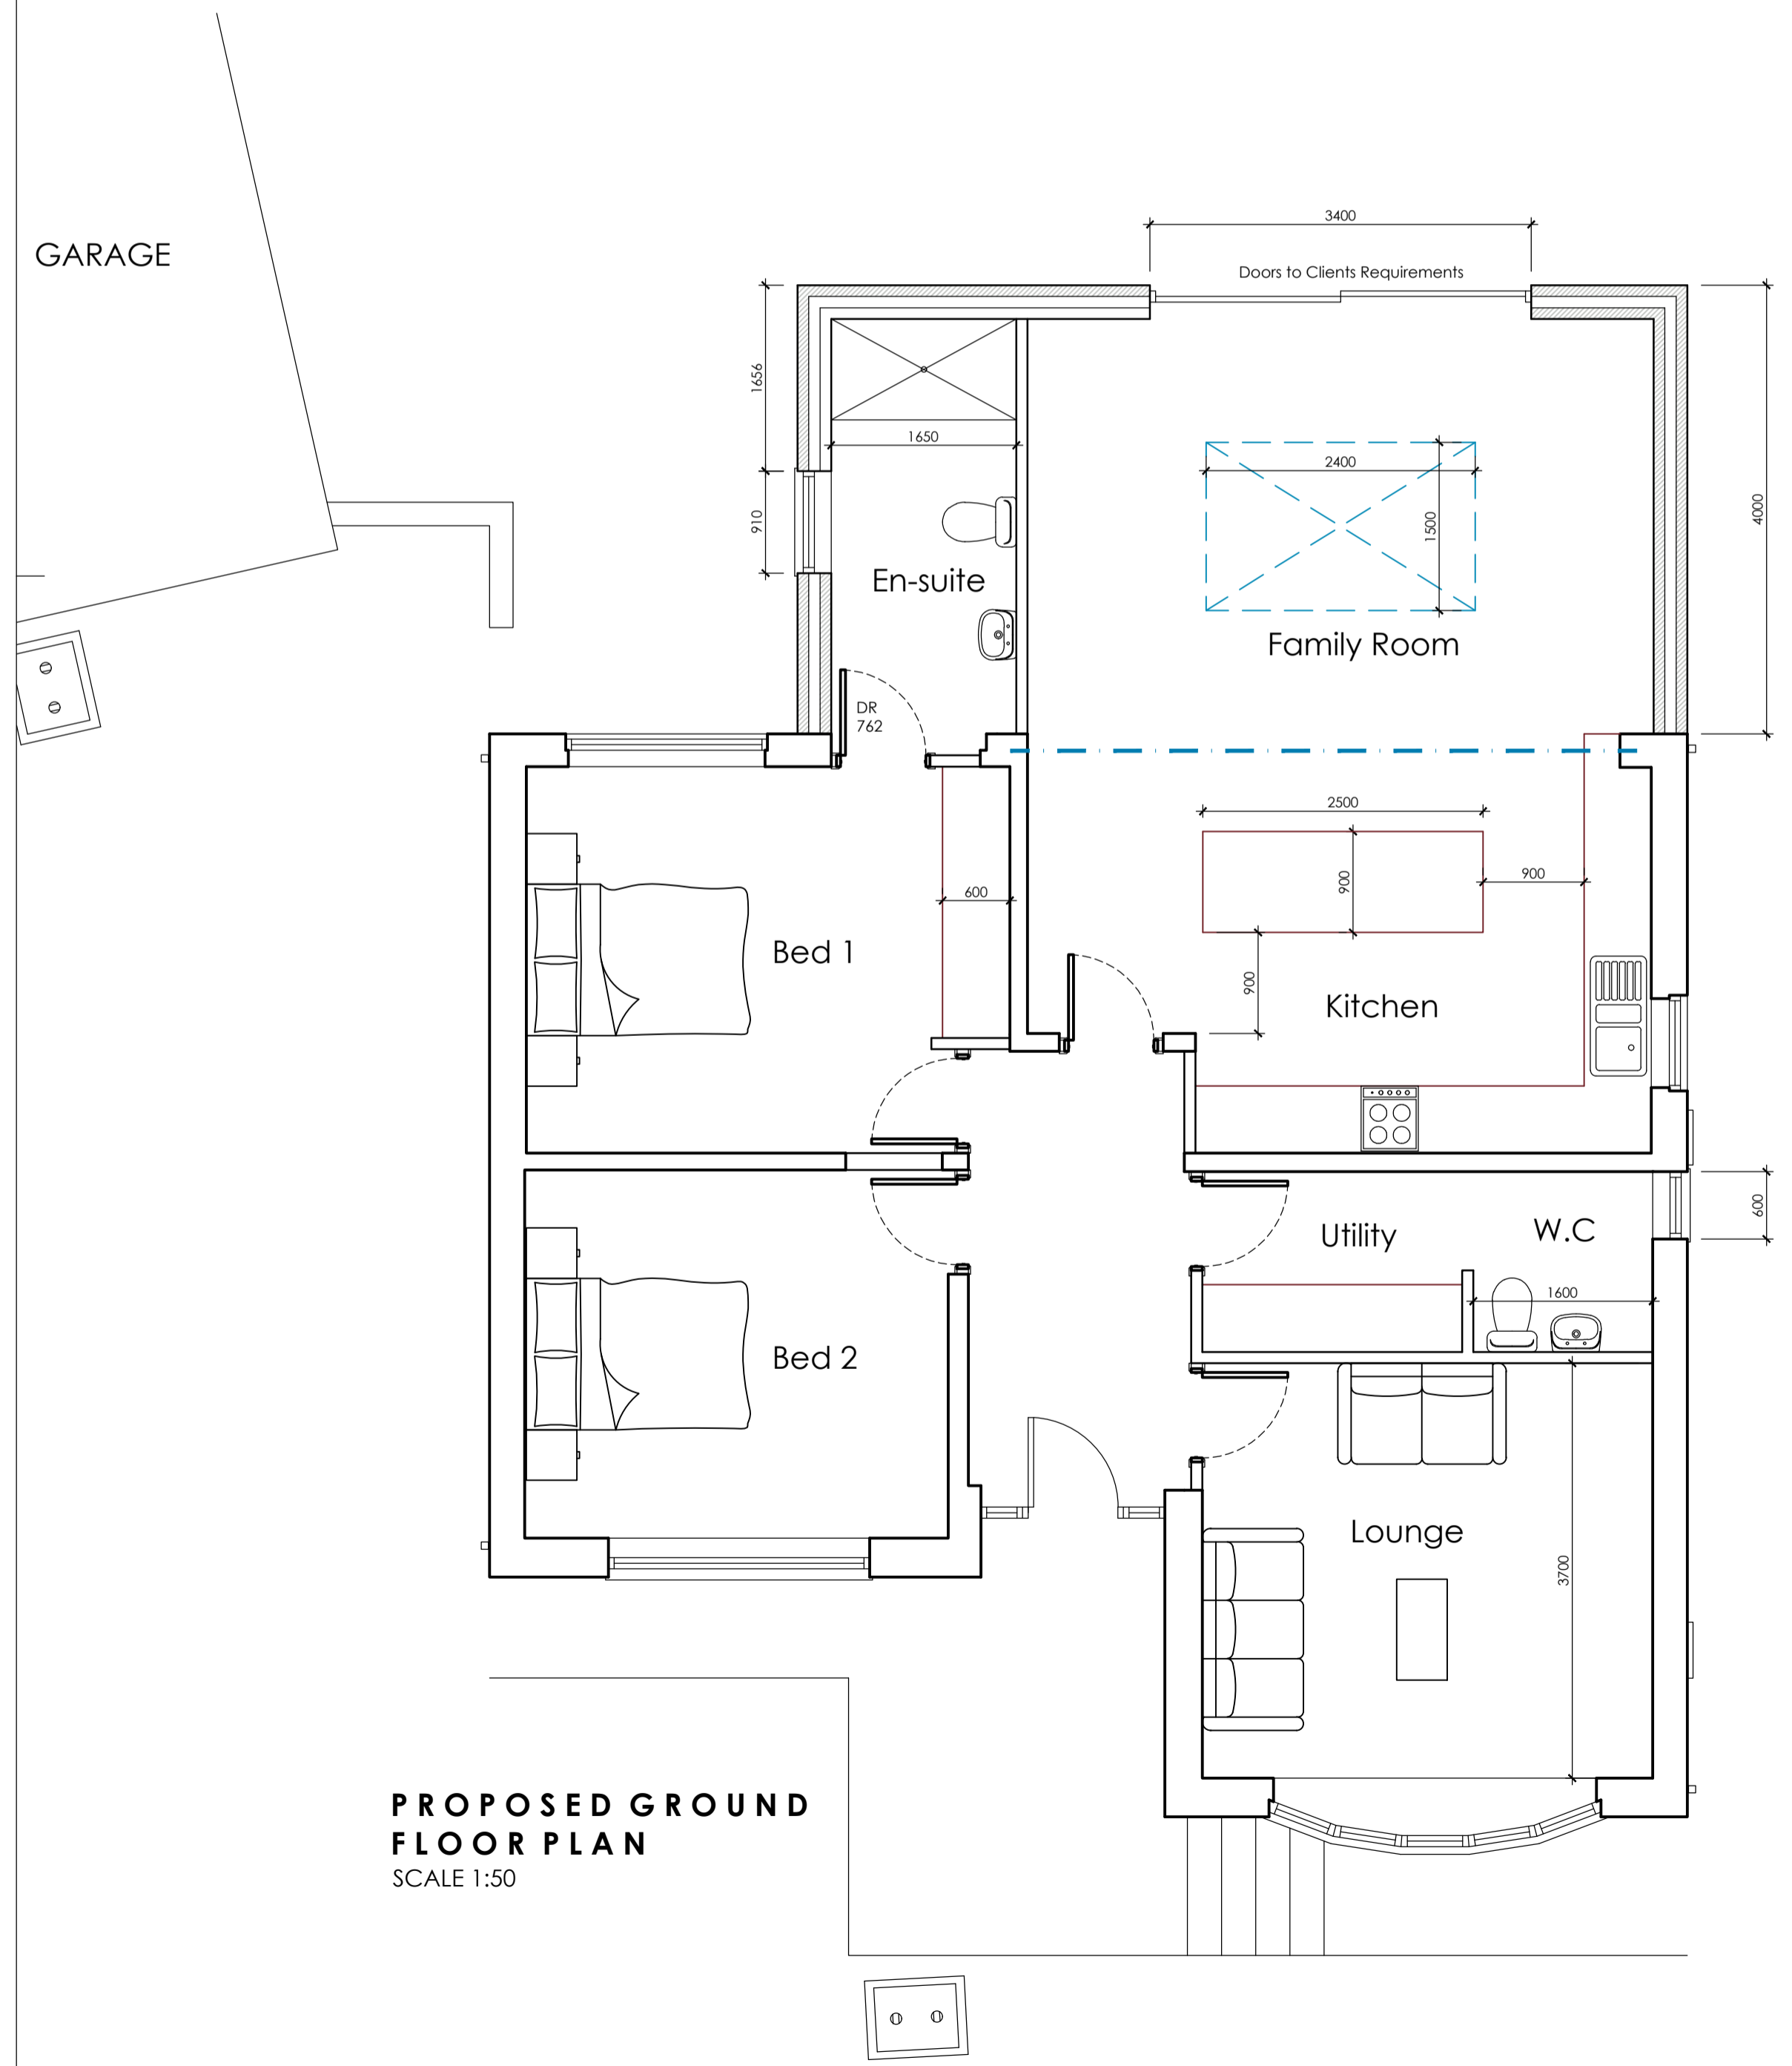 3400
Doors to Clients Requirements
GARAGE
1656
1650
2400
4000
910
1500
En-suite
Family Room
DR
762
2500
900
900
600
Bed 1
900
Kitchen
600
Utility
W.C
1600
Bed 2
Lounge
3700
PROPOSED GROUND
FLOOR PLAN
SCALE 1:50